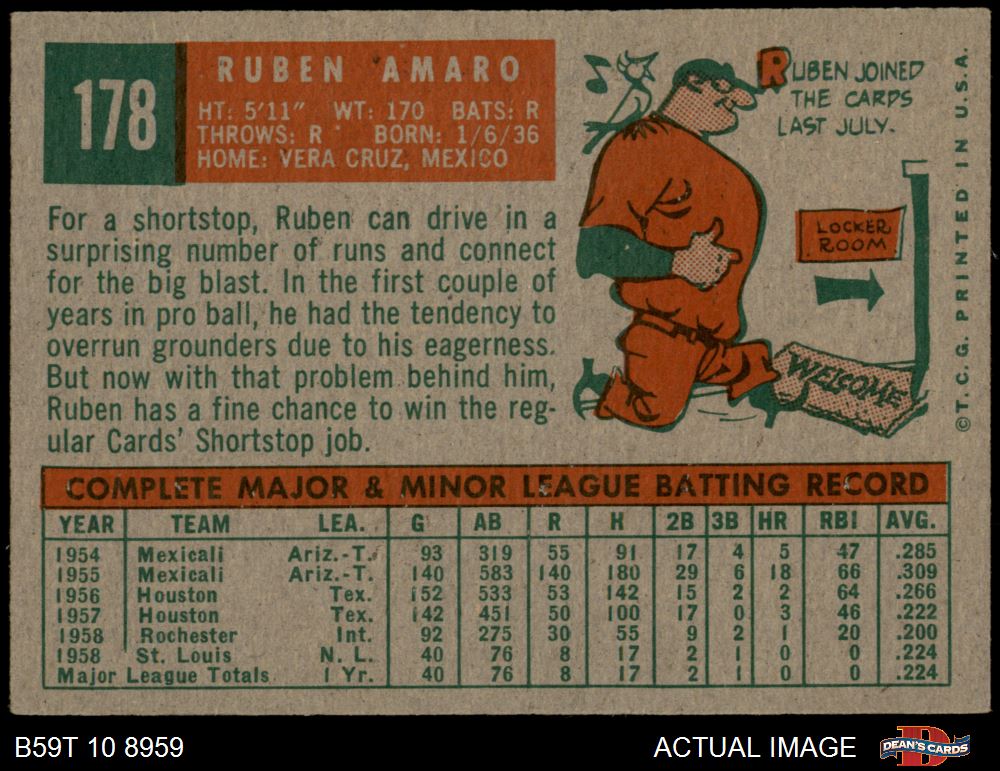 178
RUBEN AMARO
HT: 5'11" WT: 170 BATS: R
THROWS: R BORN: 1/6/36
HOME: VERA CRUZ, MEXICO
For a shortstop, Ruben can drive in a
surprising number of runs and connect
for the big blast. In the first couple of
years in pro ball, he had the tendency to
overrun grounders due to his eagerness.
But now with that problem behind him,
Ruben has a fine chance to win the reg-
ular Cards' Shortstop job.
RUBEN JOINED
THE CARDS
LAST JULY.
LOCKER
ROOM
WELCOME
©T.C.G. PRINTED IN U.S.A.
COMPLETE MAJOR & MINOR LEAGUE BATTING RECORD
YEAR TEAM LEA. G AB R H 2B 3B HR RBI AVG.
1954 Mexicali Ariz.-T. 93 319 55 91 17 4 5 47 .285
1955 Mexicali Ariz.-T. 140 583 140 180 29 6 18 66 .309
1956 Houston Tex. 152 533 53 142 15 2 2 64 .266
1957 Houston Tex. 142 451 50 100 17 0 3 46 .222
1958 Rochester Int. 92 275 30 55 9 2 1 20 .200
1958 St. Louis N. L. 40 76 8 17 2 1 0 0 .224
Major League Totals 1 Yr. 40 76 8 17 2 1 0 0 .224
B59T 10 8959
ACTUAL IMAGE
D
DEAN'S CARDS